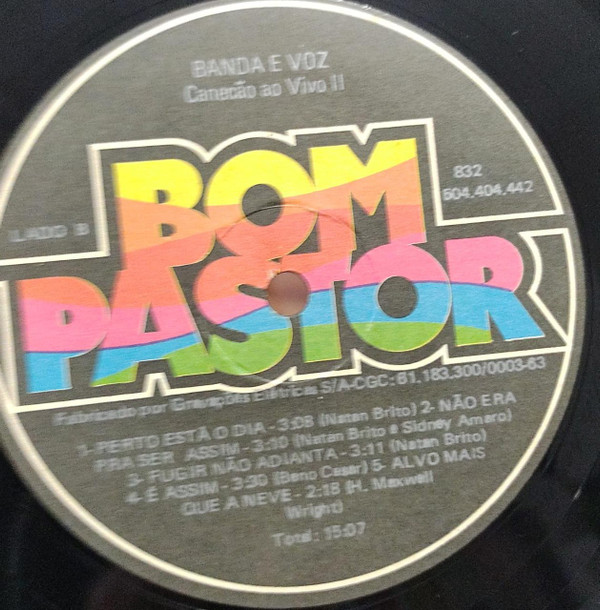 BANDA E VOZ
Canecão ao Vivo II
BOM
832
504.404.442
LADO B
PASTOR
Fabricado por Gravações Elétricas S/A-CGC: 61.183.300/0003-63
1- PERTO ESTÁ O DIA - 3:08 (Natan Brito) 2- NÃO ERA
PRA SER ASSIM - 3:10 (Natan Brito e Sidney Amaro)
3- FUGIR NÃO ADIANTA - 3:11 (Natan Brito)
4- É ASSIM - 3:30 (Beno Cesar) 5- ALVO MAIS
QUE A NEVE - 2:18 (H. Maxwell
Wright)
Total: 15:07